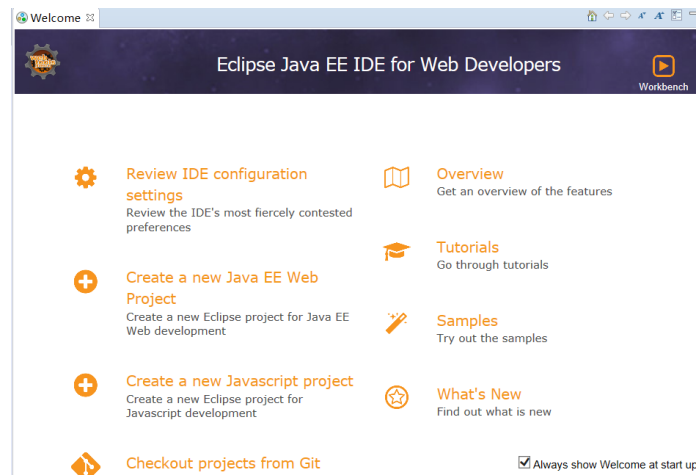 Welcome
Eclipse Java EE IDE for Web Developers
Workbench
Review IDE configuration
settings
Review the IDE's most fiercely contested
preferences
Create a new Java EE Web
Project
Create a new Eclipse project for Java EE
Web development
Create a new Javascript project
Create a new Eclipse project for
Javascript development
Checkout projects from Git
Overview
Get an overview of the features
Tutorials
Go through tutorials
Samples
Try out the samples
What's New
Find out what is new
Always show Welcome at start up